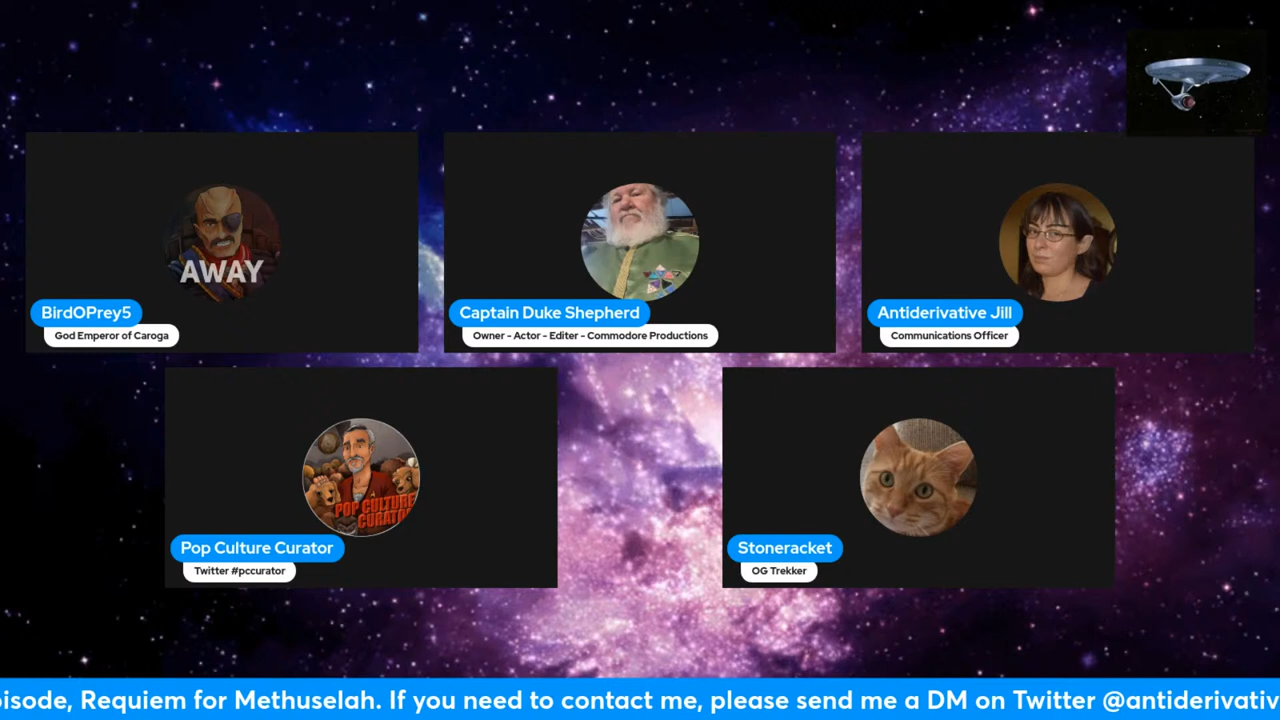 AWAY
BirdOPrey5
God Emperor of Caroga
Captain Duke Shepherd
Owner - Actor - Editer - Commodore Productions
Antiderivative Jill
Communications Officer
POP CULTURE
CURATO
Pop Culture Curator
Twitter #pccurator
Stoneracket
OG Trekker
isode, Requiem for Methuselah. If you need to contact me, please send me a DM on Twitter @antiderivativ